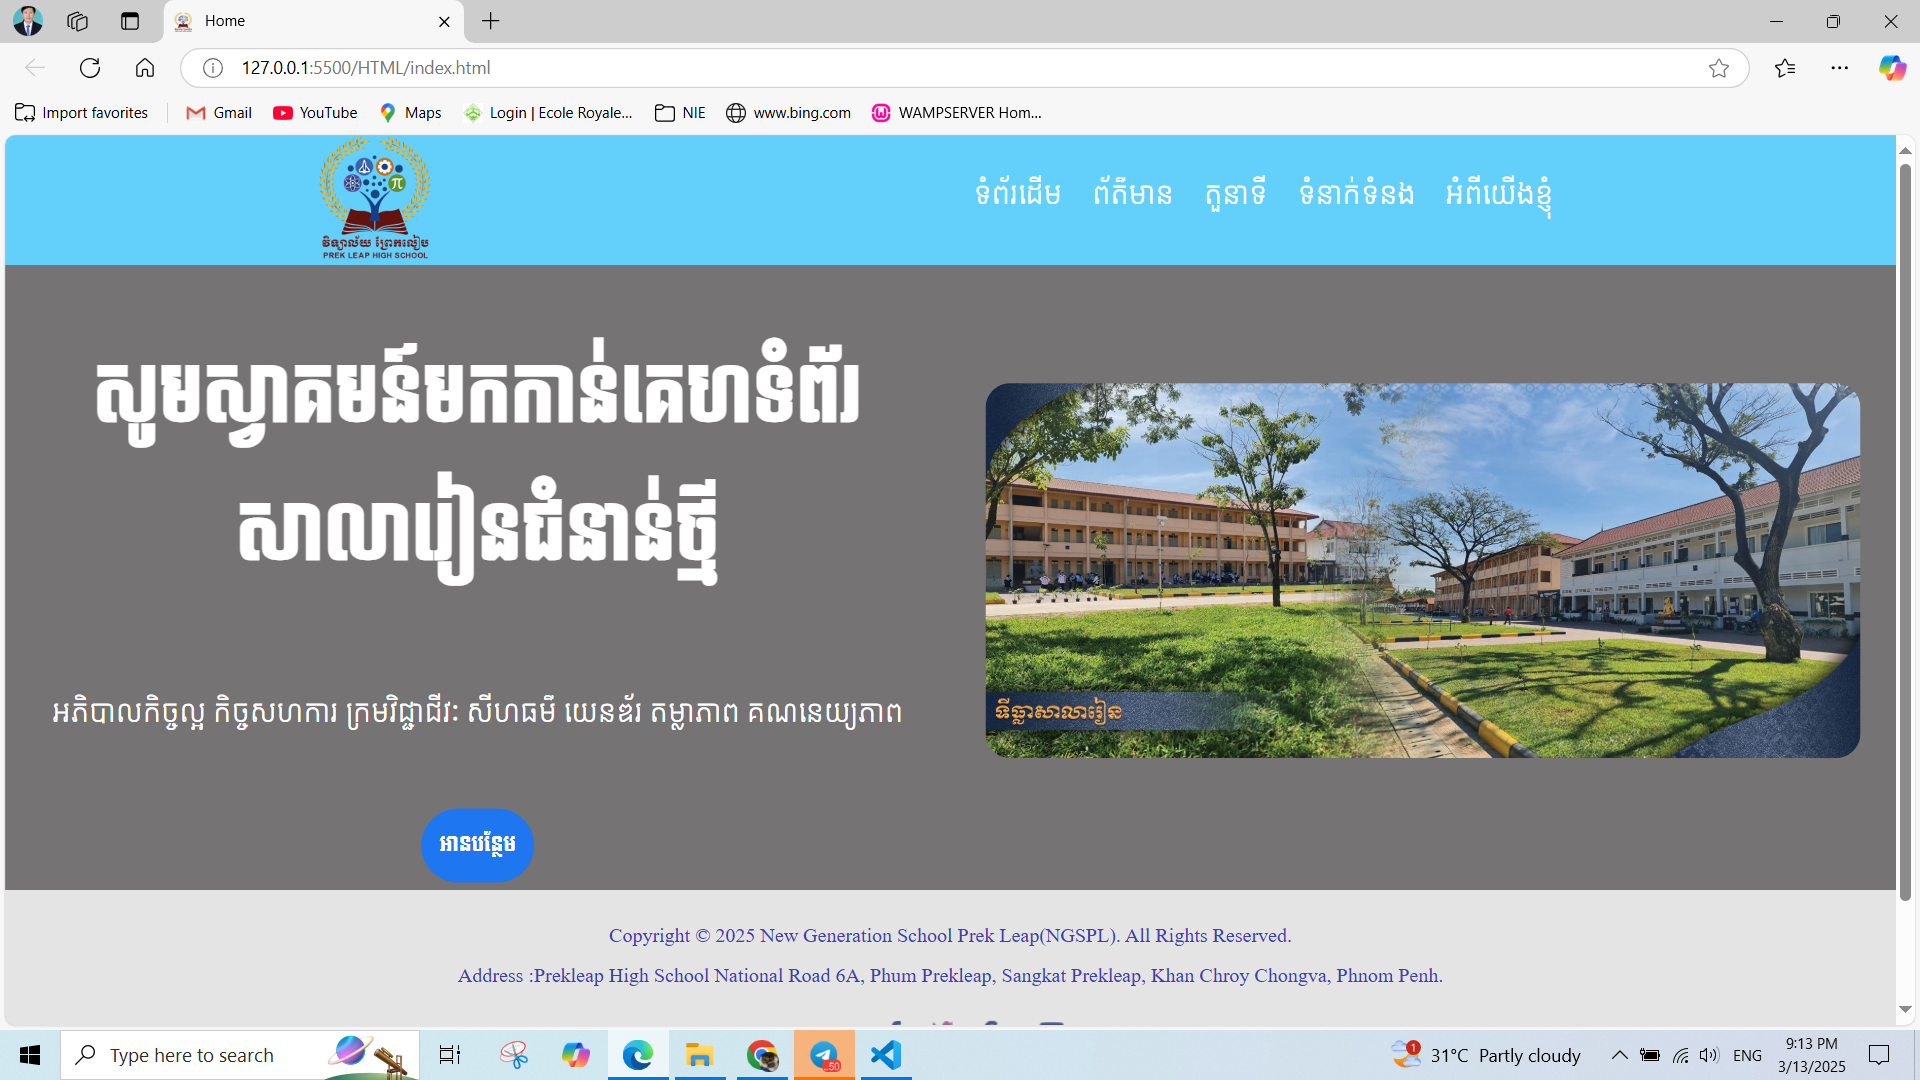 Home
127.0.0.1:5500/HTML/index.html
Import favorites
Gmail
YouTube
Maps
Login | Ecole Royale...
NIE
www.bing.com
WAMPSERVER Hom...
វិទ្យាល័យ ព្រែកលៀប
PREK LEAP HIGH SCHOOL
ទំព័រដើម ព័ត៌មាន តួនាទី ទំនាក់ទំនង អំពីយើងខ្ញុំ
សូមស្វាគមន៍មកកាន់គេហទំព័រ
សាលារៀនជំនាន់ថ្មី
អភិបាលកិច្ចល្អ កិច្ចសហការ ក្រមវិជ្ជាជីវៈ សីហធម៌ យេនឌ័រ តម្លាភាព គណនេយ្យភាព
ទីធ្លាសាលារៀន
អានបន្ថែម
Copyright © 2025 New Generation School Prek Leap(NGSPL). All Rights Reserved.
Address :Prekleap High School National Road 6A, Phum Prekleap, Sangkat Prekleap, Khan Chroy Chongva, Phnom Penh.
Type here to search
..50
1
31°C Partly cloudy
ENG
9:13 PM
3/13/2025